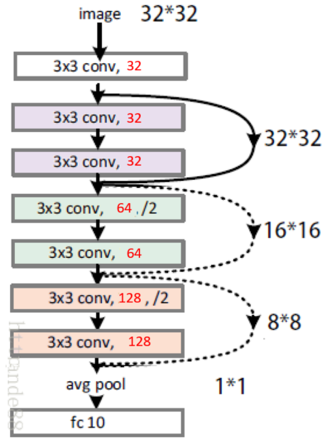 image 32*32
3x3 conv, 32
3x3 conv, 32
32*32
3x3 conv, 32
3x3 conv, 64 ,/2
16*16
3x3 conv, 64
3x3 conv, 128 , /2
8*8
3x3 conv, 128
avg pool 1*1
fc 10